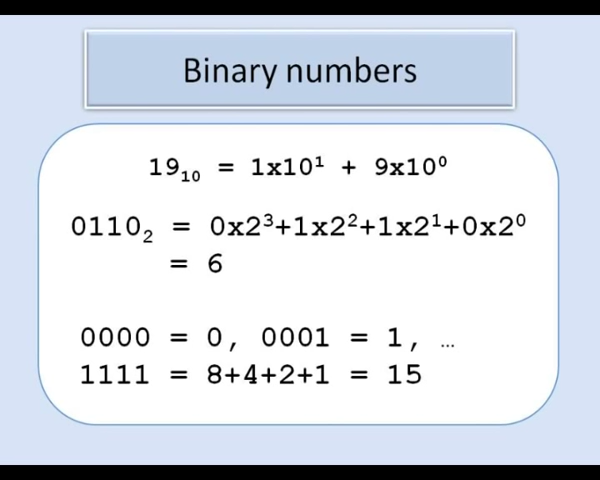 Binary numbers
19₁₀ = 1x10¹ + 9x10⁰
0110₂ = 0x2³+1x2²+1x2¹+0x2⁰
= 6
0000 = 0, 0001 = 1, …
1111 = 8+4+2+1 = 15